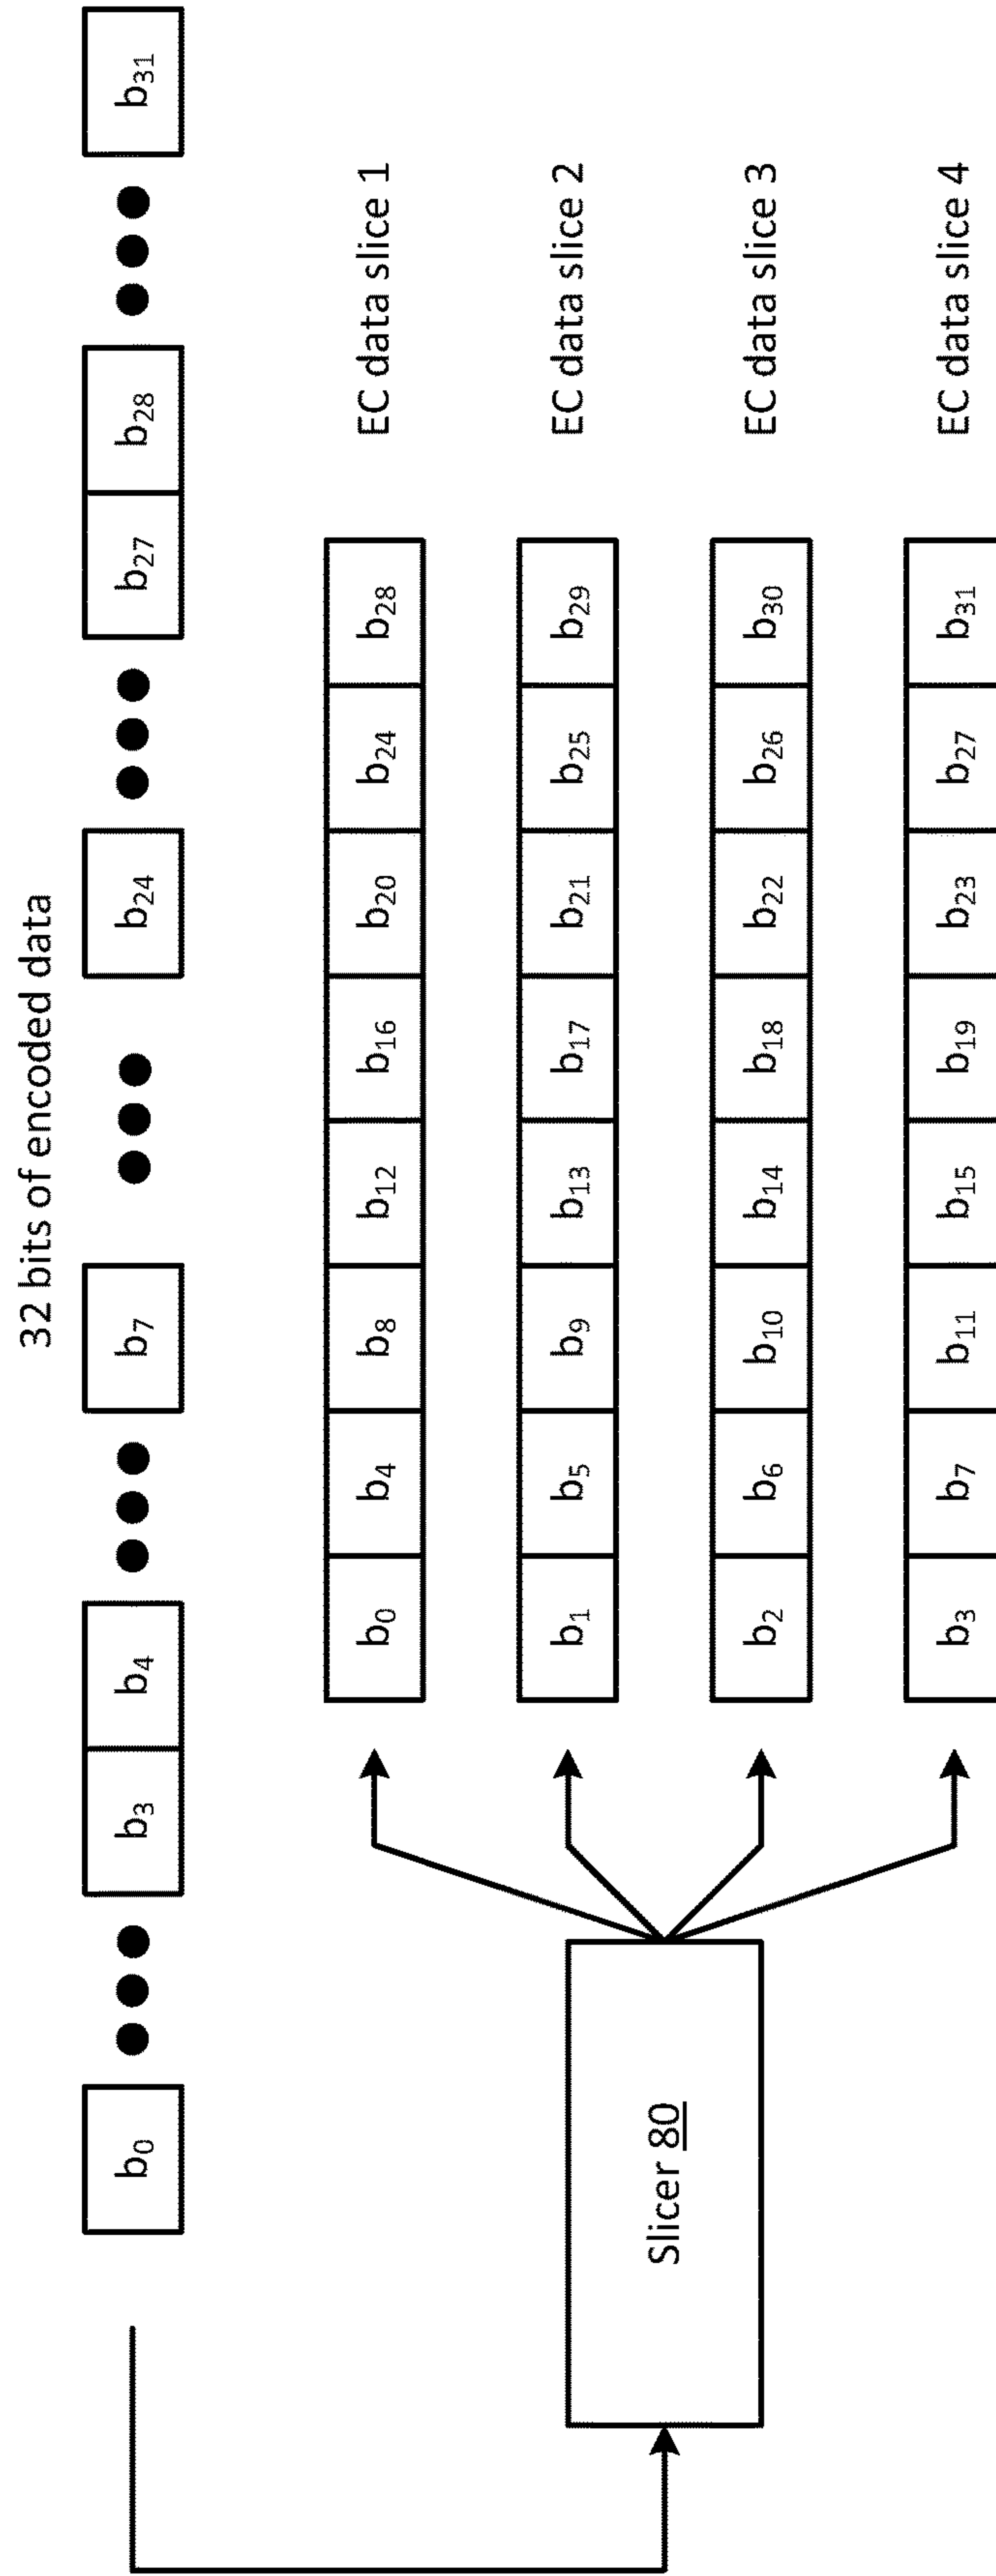 32 bits of encoded data
b0 b3 b4 b7 b24 b27 b28 b31
b0 b4 b8 b12 b16 b20 b24 b28 EC data slice 1
b1 b5 b9 b13 b17 b21 b25 b29 EC data slice 2
Slicer 80
b2 b6 b10 b14 b18 b22 b26 b30 EC data slice 3
b3 b7 b11 b15 b19 b23 b27 b31 EC data slice 4